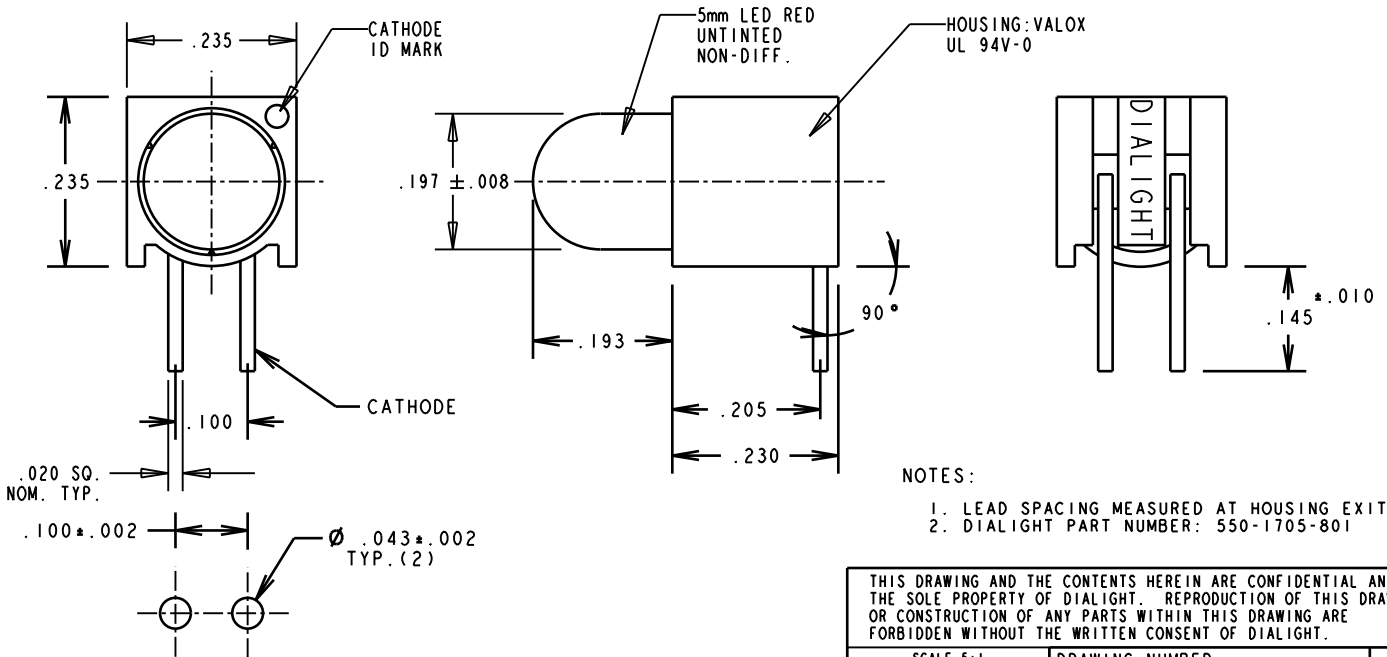 .235
CATHODE
ID MARK
.235
CATHODE
.100
.020 SQ.
NOM. TYP.
.100±.002
Ø .043±.002
TYP.(2)
5mm LED RED
UNTINTED
NON-DIFF.
HOUSING:VALOX
UL 94V-0
.197 ±.008
.193
90°
.205
.230
DIALIGHT
±.010
.145
NOTES:
1. LEAD SPACING MEASURED AT HOUSING EXIT
2. DIALIGHT PART NUMBER: 550-1705-801
THIS DRAWING AND THE CONTENTS HEREIN ARE CONFIDENTIAL AN
THE SOLE PROPERTY OF DIALIGHT. REPRODUCTION OF THIS DRA
OR CONSTRUCTION OF ANY PARTS WITHIN THIS DRAWING ARE
FORBIDDEN WITHOUT THE WRITTEN CONSENT OF DIALIGHT.
DRAWING NUMBER